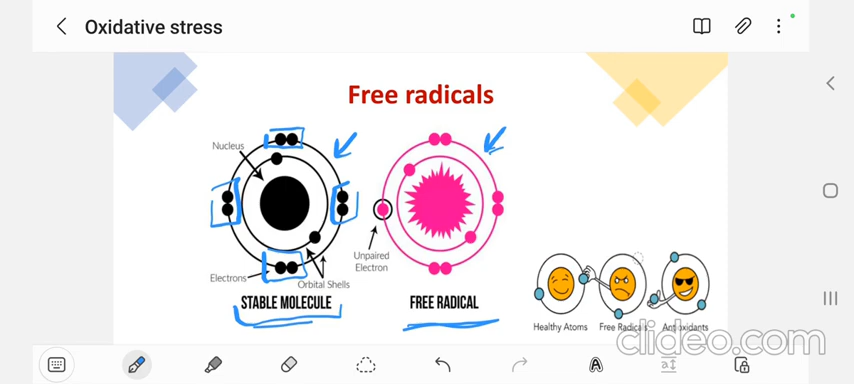 Oxidative stress
Free radicals
Nucleus
Electrons
Orbital Shells
STABLE MOLECULE
Unpaired
Electron
FREE RADICAL
Healthy Atoms
Free Radicals
Antioxidants
clideo.com
A
a